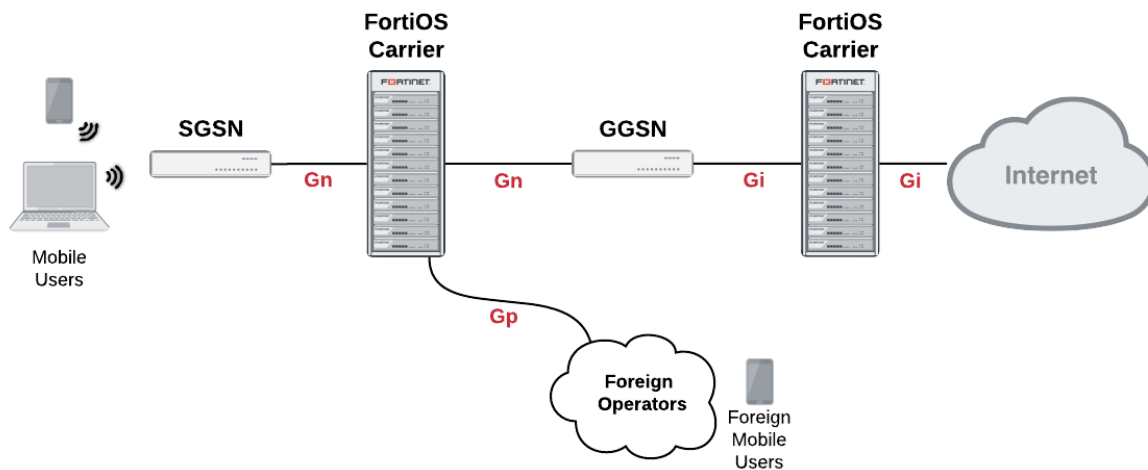 FortiOS
Carrier
FortiOS
Carrier
FORTINET
FORTINET
SGSN
GGSN
Gn
Gn
Gi
Gi
Internet
Mobile
Users
Gp
Foreign
Operators
Foreign
Mobile
Users